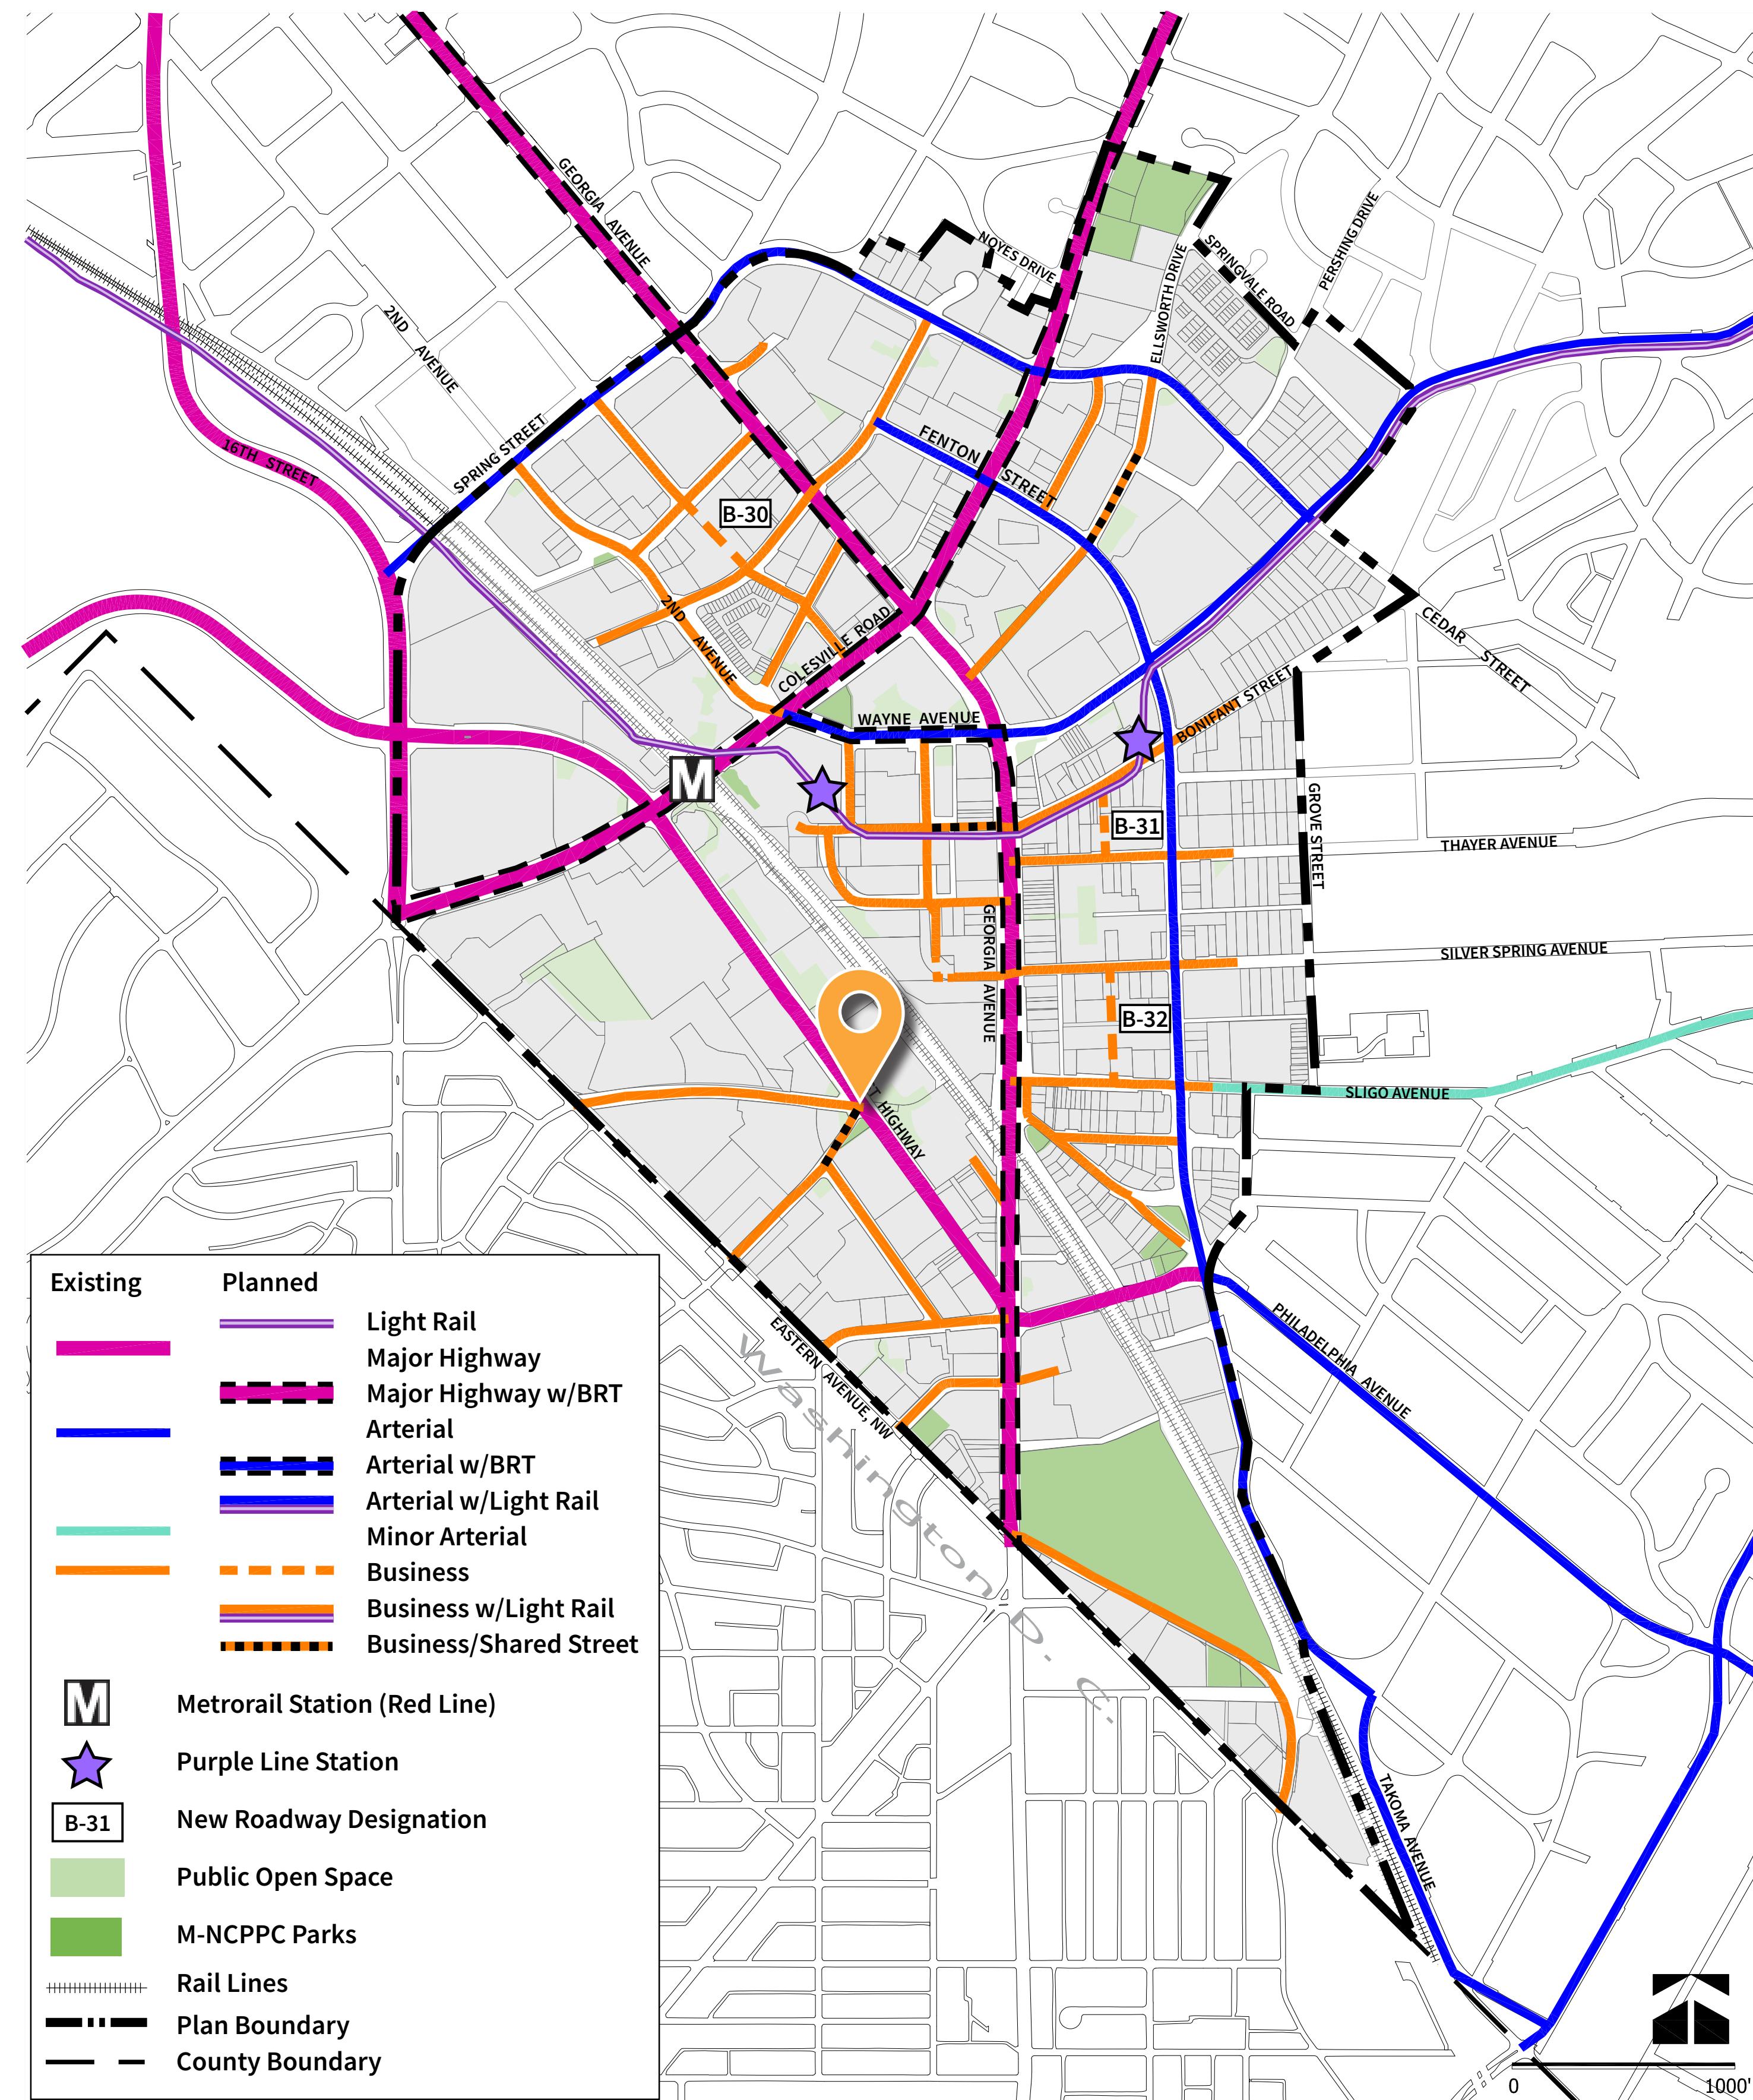 GEORGIA AVENUE
NOYES DRIVE
ELLSWORTH DRIVE
SPRINGVALE ROAD
PERSHING DRIVE
2ND AVENUE
SPRING STREET
16TH STREET
FENTON STREET
B-30
2ND AVENUE
COLESVILLE ROAD
WAYNE AVENUE
BONIFANT STREET
CEDAR STREET
M
B-31
GROVE STREET
THAYER AVENUE
GEORGIA AVENUE
SILVER SPRING AVENUE
B-32
SLIGO AVENUE
T HIGHWAY
PHILADELPHIA AVENUE
EASTERN AVENUE, NW
Washington D. C.
TAKOMA AVENUE
Existing Planned
Light Rail
Major Highway
Major Highway w/BRT
Arterial
Arterial w/BRT
Arterial w/Light Rail
Minor Arterial
Business
Business w/Light Rail
Business/Shared Street
M Metrorail Station (Red Line)
Purple Line Station
B-31 New Roadway Designation
Public Open Space
M-NCPPC Parks
Rail Lines
Plan Boundary
County Boundary
0 1000'